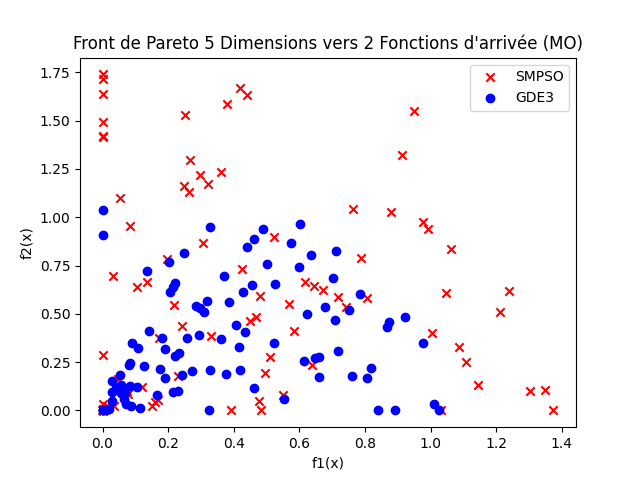 Front de Pareto 5 Dimensions vers 2 Fonctions d'arrivée (MO)
SMPSO
GDE3
f2(x)
1.75
1.50
1.25
1.00
0.75
0.50
0.25
0.00
0.0 0.2 0.4 0.6 0.8 1.0 1.2 1.4
f1(x)